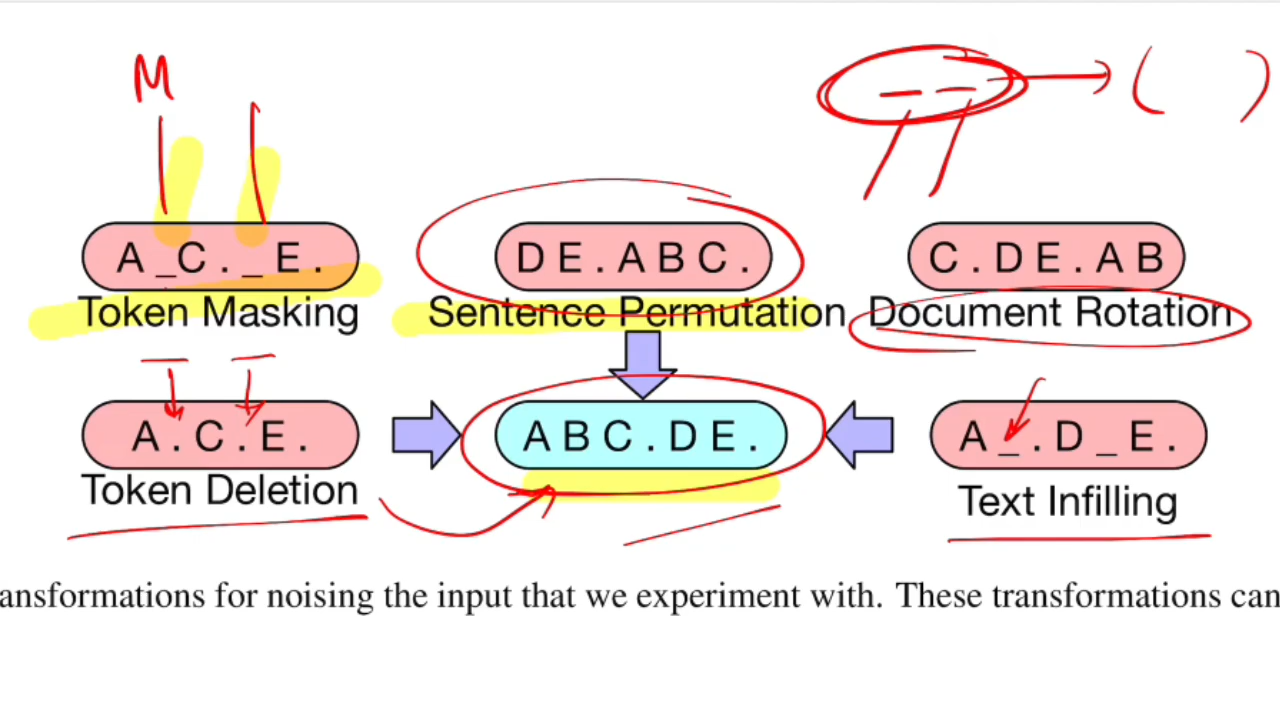 M
( )
A _C . _ E .
D E . A B C .
C . D E . A B
Token Masking
Sentence Permutation
Document Rotation
A . C . E .
A B C . D E .
A _ . D _ E .
Token Deletion
Text Infilling
ansformations for noising the input that we experiment with. These transformations can